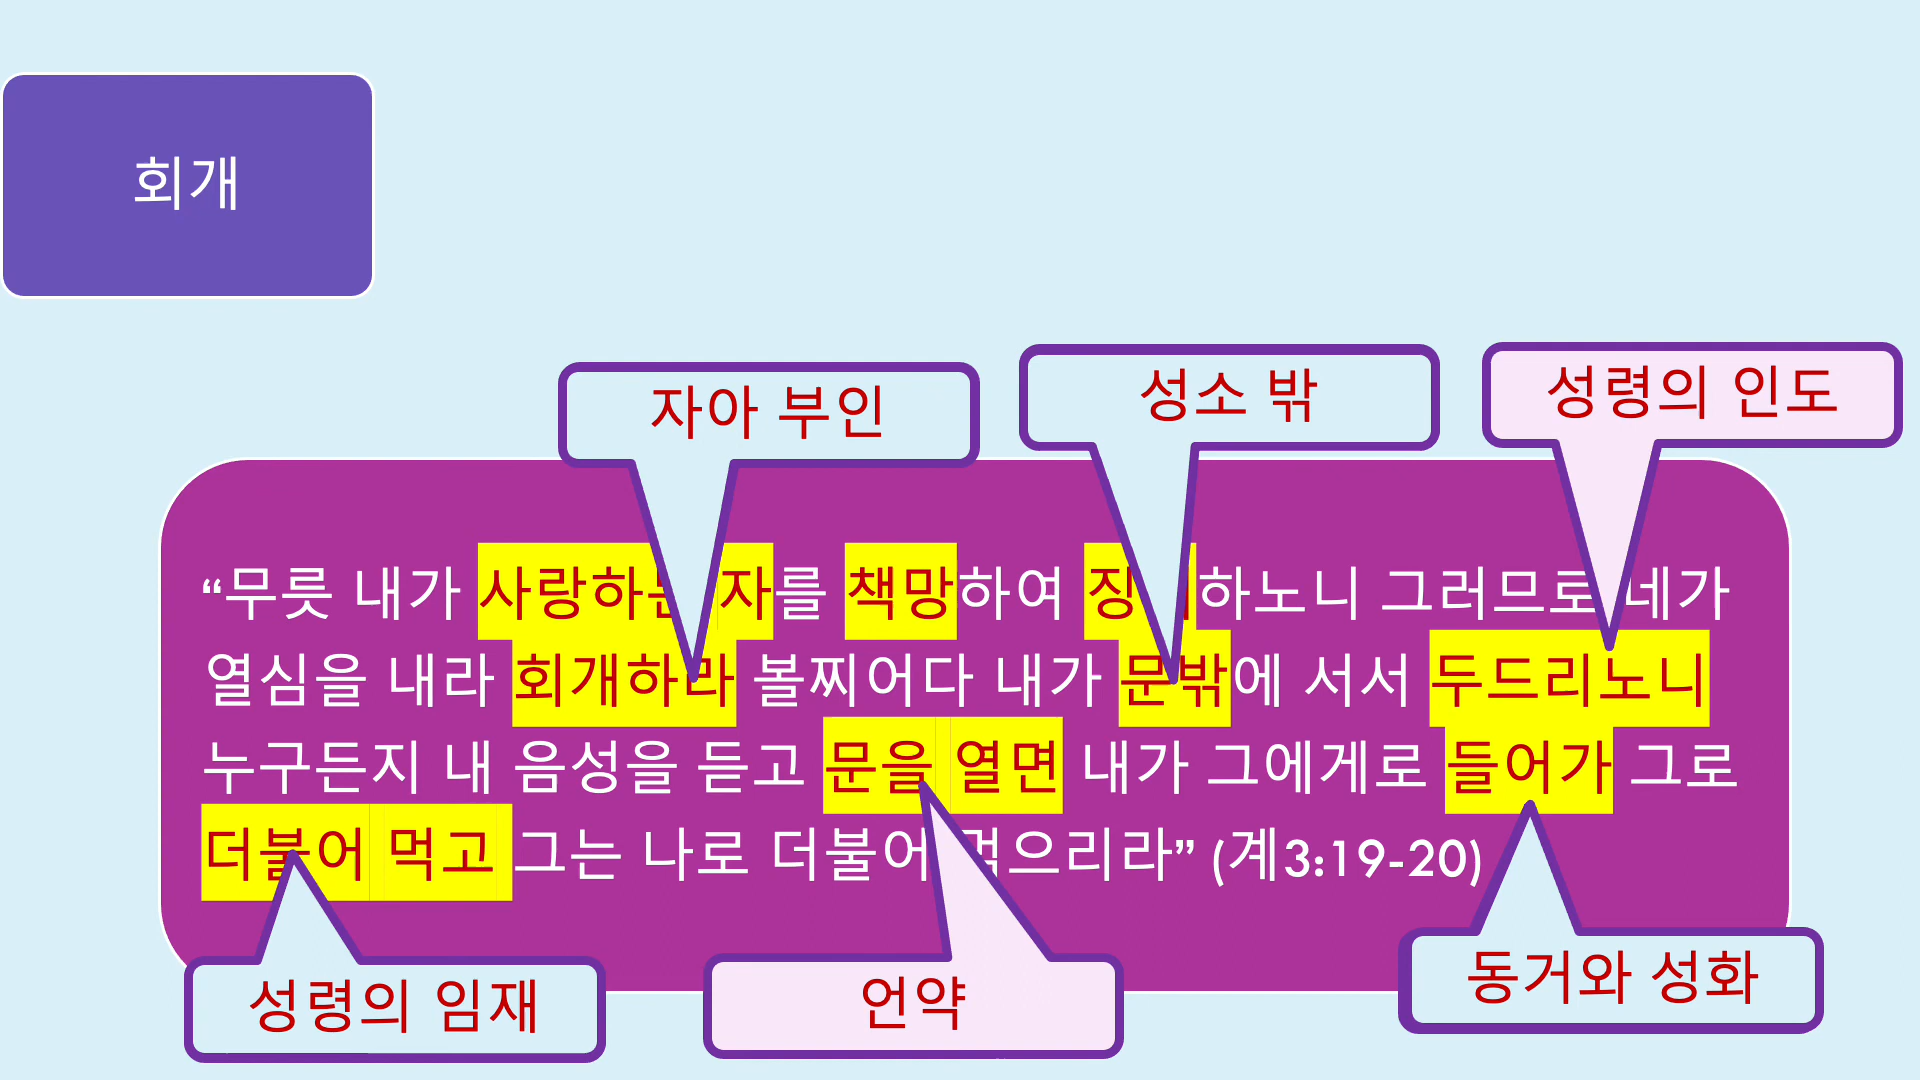 회개
자아 부인
성소 밖
성령의 인도
“무릇 내가 사랑하는 자를 책망하여 하노니 그러므로 네가
열심을 내라 회개하라 볼찌어다 내가 문밖에 서서 두드리노니
누구든지 내 음성을 듣고 문을 열면 내가 그에게로 들어가 그로
더불어 먹고 그는 나로 더불어 먹으리라” (계3:19-20)
성령의 임재
언약
동거와 성화